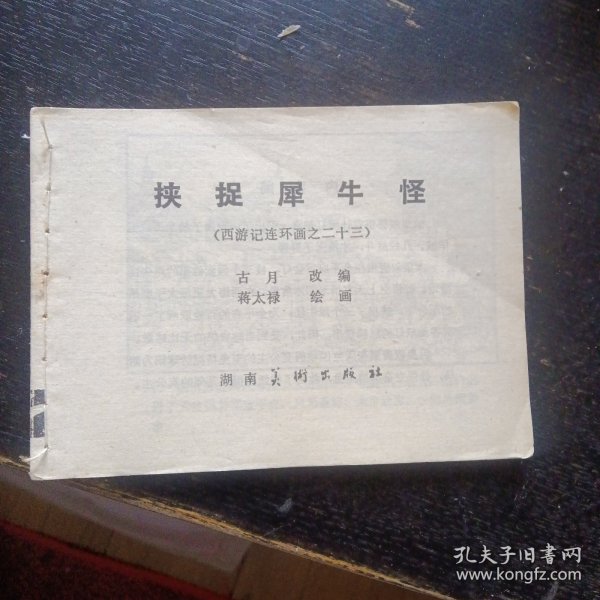 挟捉犀牛怪
（西游记连环画之二十三）
古月 改编
蒋太禄 绘画
湖南美術出版社
孔夫子旧書网
www.kongfz.com